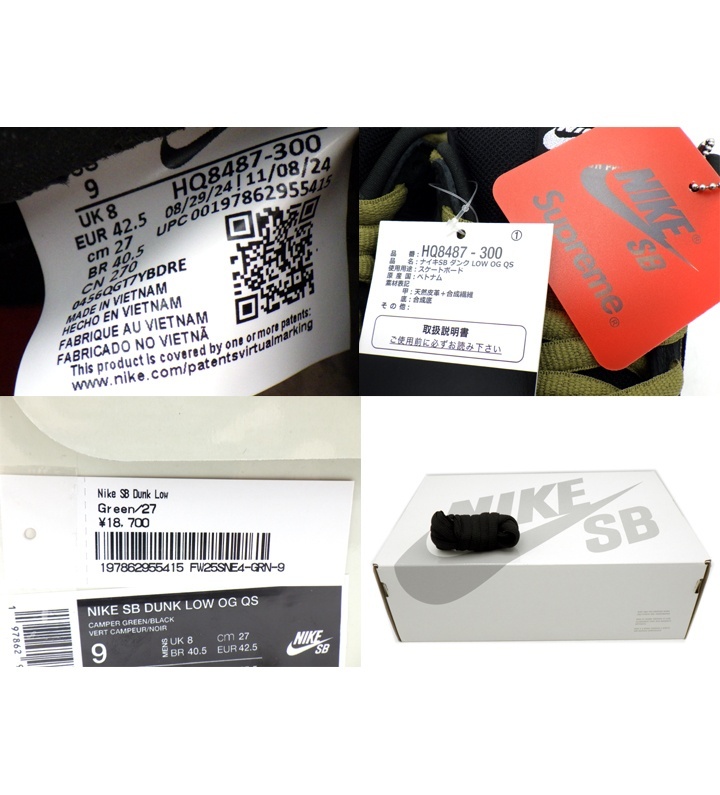 9
HQ8487-300
08/29/24 | 11/08/24
UPC 00197862955415
UK 8
EUR 42.5
cm 27
BR 40.5
CN 270
0456QGT7YBDRE
MADE IN VIETNAM
HECHO EN VIETNAM
FABRIQUE AU VIETNAM
FABRICADO NO VIETNÃ
This product is covered by one or more patents:
www.nike.com/patentsvirtualmarking
①
品 番 : HQ8487 - 300
品 名 : ナイキSB ダンク LOW OG QS
使用用途 : スケートボード
原 産 国 : ベトナム
素材表記
甲 : 天然皮革+合成繊維
底 : 合成底
そ の 他 :
取扱説明書
ご使用前に必ずお読み下さい
NIKE
SB
Supreme®
Nike SB Dunk Low
Green/27
¥18,700
197862955415 FW25SNE4-GRN-9
NIKE SB DUNK LOW OG QS
CAMPER GREEN/BLACK
VERT CAMPEUR/NOIR
9
MENS
UK 8
cm 27
BR 40.5
EUR 42.5
NIKE
SB
1 97862
NIKE
SB